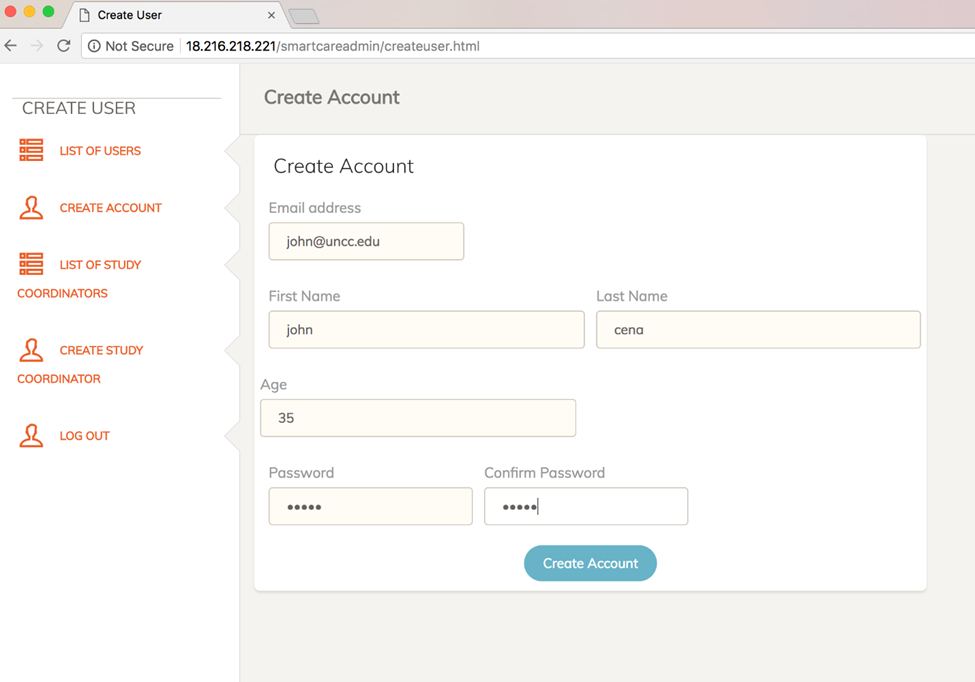 Create User
Not Secure 18.216.218.221/smartcareadmin/createuser.html
CREATE USER
LIST OF USERS
CREATE ACCOUNT
LIST OF STUDY
COORDINATORS
CREATE STUDY
COORDINATOR
LOG OUT
Create Account
Create Account
Email address
john@uncc.edu
First Name Last Name
john cena
Age
35
Password Confirm Password
••••• •••••
Create Account